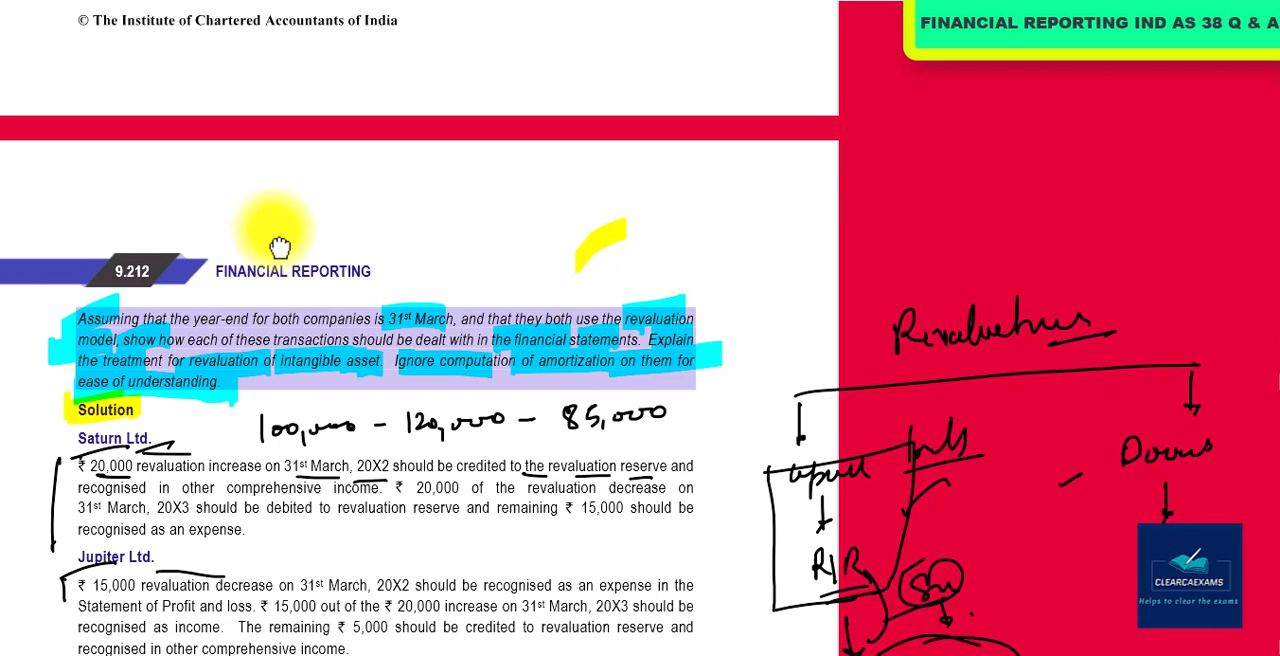 © The Institute of Chartered Accountants of India
FINANCIAL REPORTING IND AS 38 Q & A
9.212
FINANCIAL REPORTING
Assuming that the year-end for both companies is 31st March, and that they both use the revaluation
model, show how each of these transactions should be dealt with in the financial statements. Explain
the treatment for revaluation of intangible asset. Ignore computation of amortization on them for
ease of understanding.
Solution
100,000 - 120,000 - 85,000
Saturn Ltd.
₹ 20,000 revaluation increase on 31st March, 20X2 should be credited to the revaluation reserve and
recognised in other comprehensive income. ₹ 20,000 of the revaluation decrease on
31st March, 20X3 should be debited to revaluation reserve and remaining ₹ 15,000 should be
recognised as an expense.
Jupiter Ltd.
₹ 15,000 revaluation decrease on 31st March, 20X2 should be recognised as an expense in the
Statement of Profit and loss. ₹ 15,000 out of the ₹ 20,000 increase on 31st March, 20X3 should be
recognised as income. The remaining ₹ 5,000 should be credited to revaluation reserve and
recognised in other comprehensive income.
R/R
CLEARCAEXAMS
Helps to clear the exams